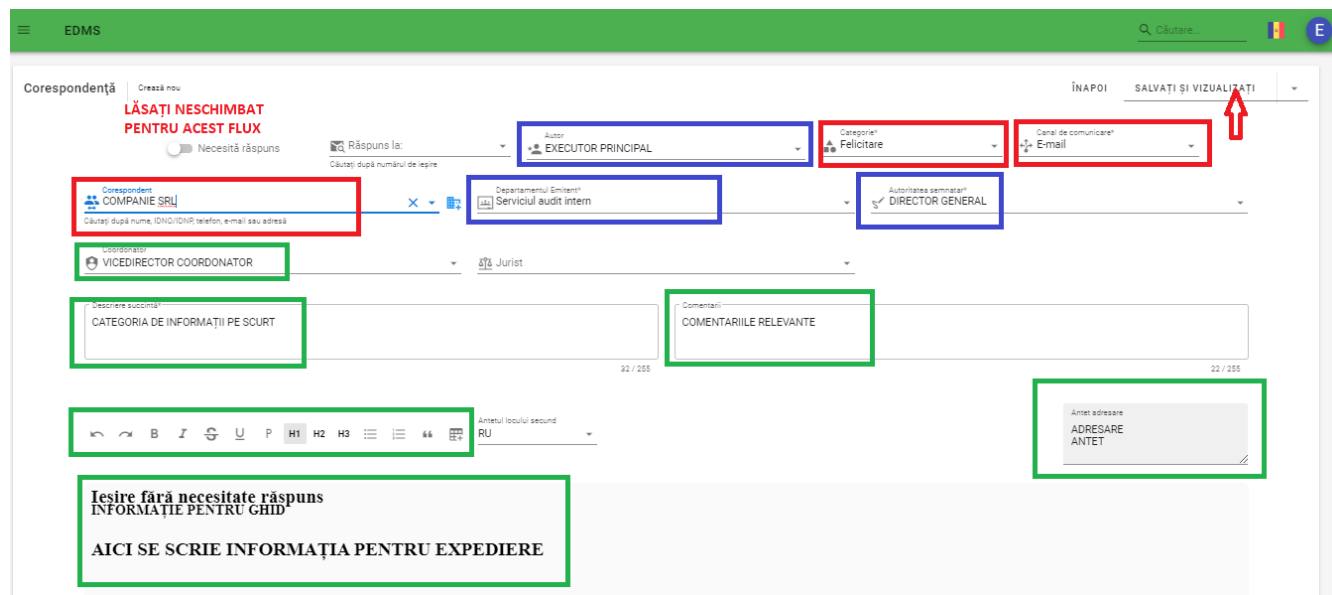 EDMS
Căutare...
E
Corespondență
Crează nou
ÎNAPOI
SALVAȚI ȘI VIZUALIZAȚI
LĂSAȚI NESCHIMBAT
PENTRU ACEST FLUX
Necesită răspuns
Răspuns la:
Căutați după numărul de ieșire
Autor
EXECUTOR PRINCIPAL
Categorie*
Felicitare
Canal de comunicare*
E-mail
Corespondent
COMPANIE SRL
Căutați după nume, IDNO/IDNP, telefon, e-mail sau adresă
Departamentul Emitent*
Serviciul audit intern
Autoritatea semnatar*
DIRECTOR GENERAL
Coordonator
VICEDIRECTOR COORDONATOR
Jurist
Descriere succintă*
CATEGORIA DE INFORMAȚII PE SCURT
32 / 255
Comentarii
COMENTARIILE RELEVANTE
22 / 255
B I S U P H1 H2 H3
Antetul locului secund
RU
Antet adresare
ADRESARE
ANTET
Ieșire fără necesitate răspuns
INFORMAȚIE PENTRU GHID
AICI SE SCRIE INFORMAȚIA PENTRU EXPEDIERE